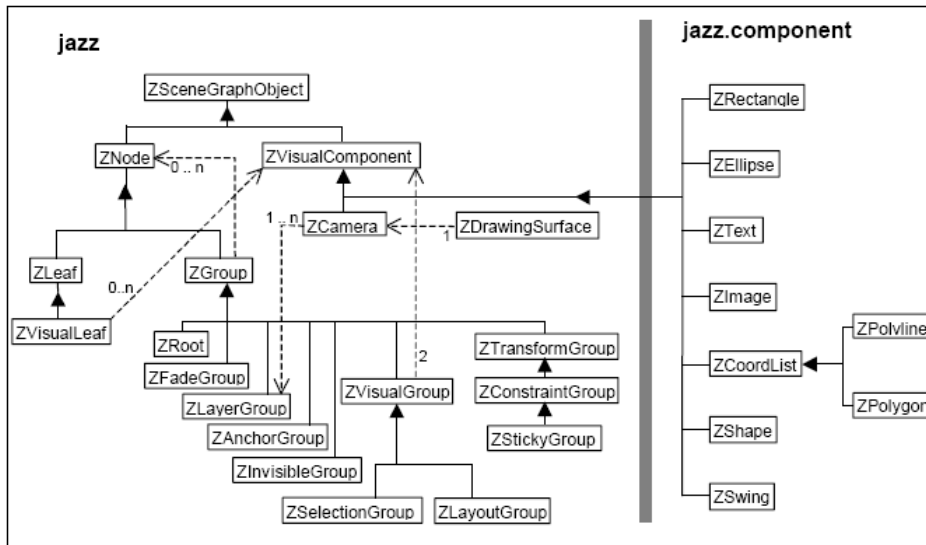 jazz
jazz.component
ZSceneGraphObject
ZRectangle
ZNode
ZVisualComponent
0 .. n
ZEllipse
1...n
ZCamera
1
ZDrawingSurface
ZText
ZLeaf
ZGroup
0..n
ZImage
ZVisualLeaf
ZPolyline
ZRoot
2
ZTransformGroup
ZFadeGroup
ZCoordList
ZVisualGroup
ZConstraintGroup
ZLayerGroup
ZPolygon
ZAnchorGroup
ZStickyGroup
ZShape
ZInvisibleGroup
ZSelectionGroup
ZLayoutGroup
ZSwing